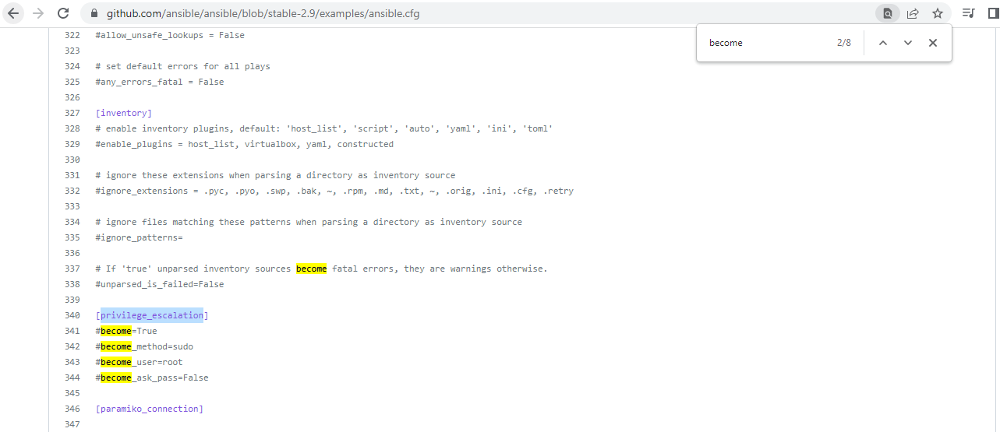 github.com/ansible/ansible/blob/stable-2.9/examples/ansible.cfg
become 2/8
322 #allow_unsafe_lookups = False
323
324 # set default errors for all plays
325 #any_errors_fatal = False
326
327 [inventory]
328 # enable inventory plugins, default: 'host_list', 'script', 'auto', 'yaml', 'ini', 'toml'
329 #enable_plugins = host_list, virtualbox, yaml, constructed
330
331 # ignore these extensions when parsing a directory as inventory source
332 #ignore_extensions = .pyc, .pyo, .swp, .bak, ~, .rpm, .md, .txt, ~, .orig, .ini, .cfg, .retry
333
334 # ignore files matching these patterns when parsing a directory as inventory source
335 #ignore_patterns=
336
337 # If 'true' unparsed inventory sources become fatal errors, they are warnings otherwise.
338 #unparsed_is_failed=False
339
340 [privilege_escalation]
341 #become=True
342 #become_method=sudo
343 #become_user=root
344 #become_ask_pass=False
345
346 [paramiko_connection]
347